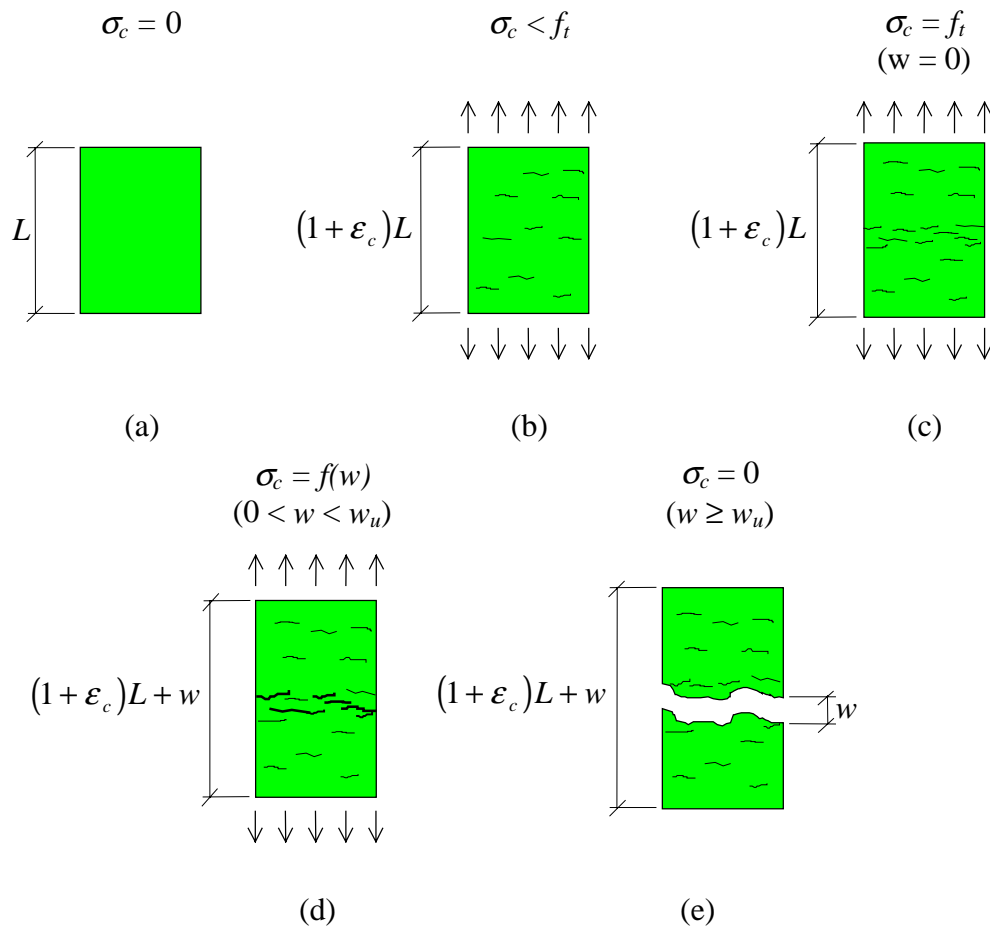 σc = 0
σc < ft
σc = ft
(w = 0)
L
(1 + εc)L
(1 + εc)L
(a)
(b)
(c)
σc = f(w)
(0 < w < wu)
σc = 0
(w ≥ wu)
(1 + εc)L + w
(1 + εc)L + w
w
(d)
(e)